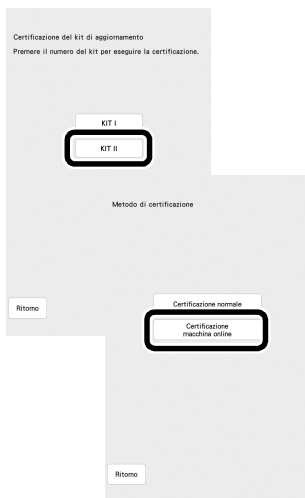 Certificazione del kit di aggiornamento
Premere il numero del kit per eseguire la certificazione.
KIT I
KIT II
Ritorno
Metodo di certificazione
Certificazione normale
Certificazione
macchina online
Ritorno